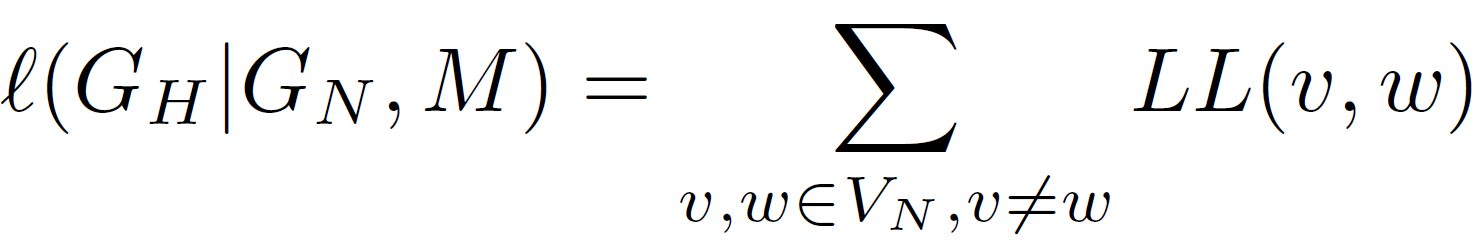 ℓ(G_H|G_N, M) = ∑_{v,w∈V_N,v≠w} LL(v, w)